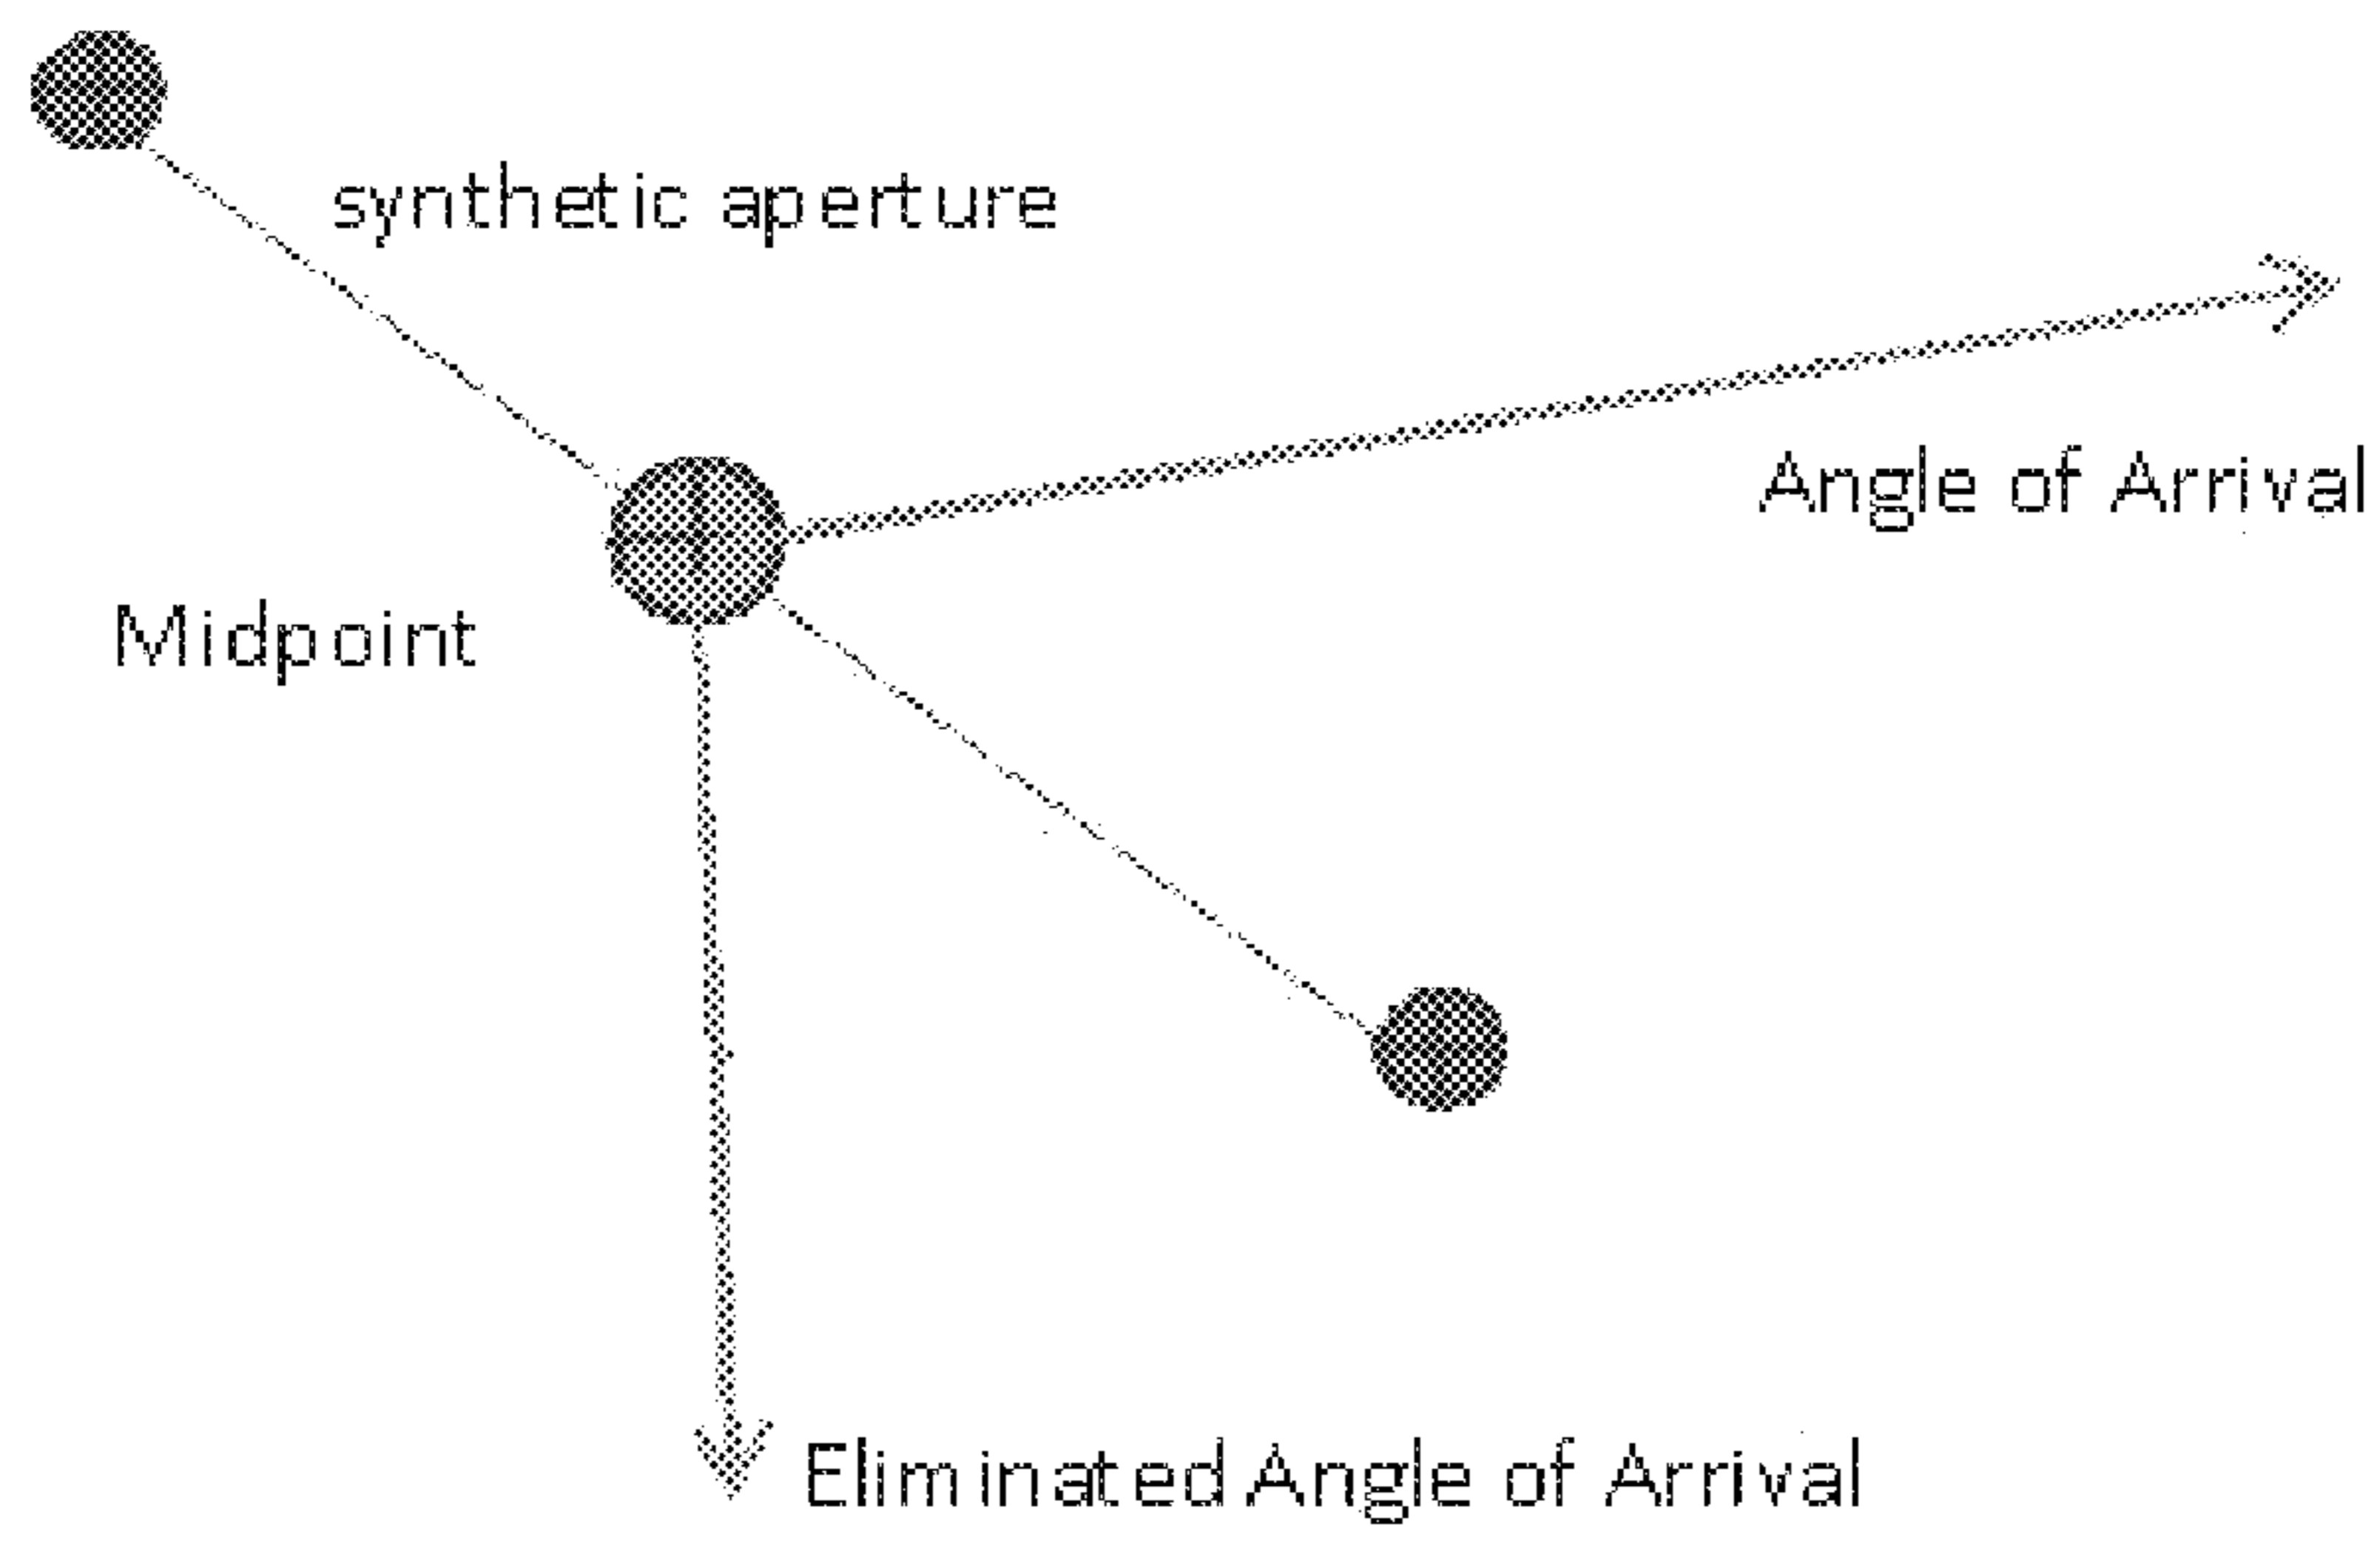 synthetic aperture
Angle of Arrival
Midpoint
Eliminated Angle of Arrival